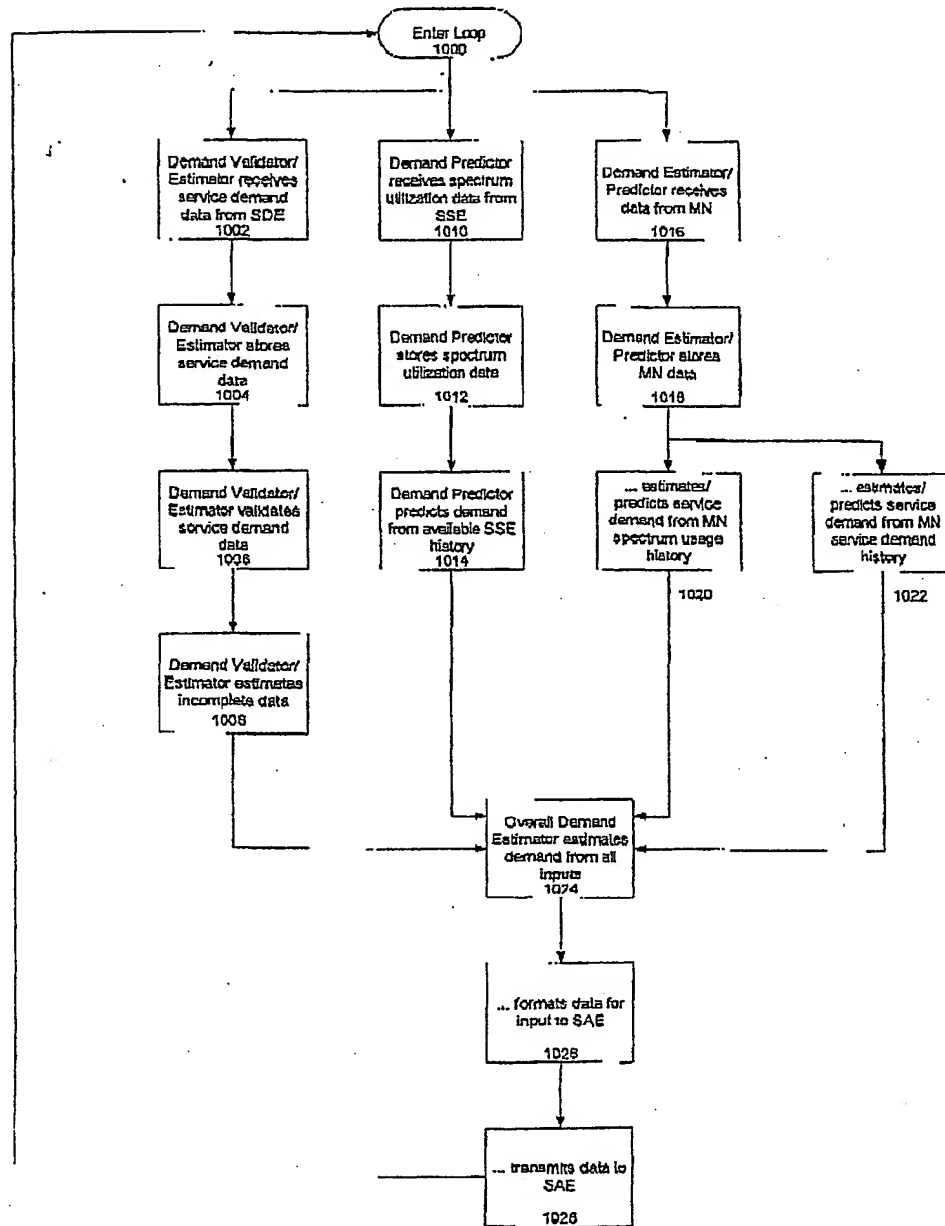 Enter Loop
1000
Demand Validator/
Estimator receives
service demand
data from SDE
1002
Demand Predictor
receives spectrum
utilization data from
SSE
1010
Demand Estimator/
Predictor receives
data from MN
1016
Demand Validator/
Estimator stores
service demand
data
1004
Demand Predictor
stores spectrum
utilization data
1012
Demand Estimator/
Predictor stores
MN data
1018
Demand Validator/
Estimator validates
service demand
data
1006
Demand Predictor
predicts demand
from available SSE
history
1014
... estimates/
predicts service
demand from MN
spectrum usage
history
1020
... estimates/
predicts service
demand from MN
service demand
history
1022
Demand Validator/
Estimator estimates
incomplete data
1008
Overall Demand
Estimator estimates
demand from all
inputs
1024
... formats data for
input to SAE
1028
... transmits data to
SAE
1026